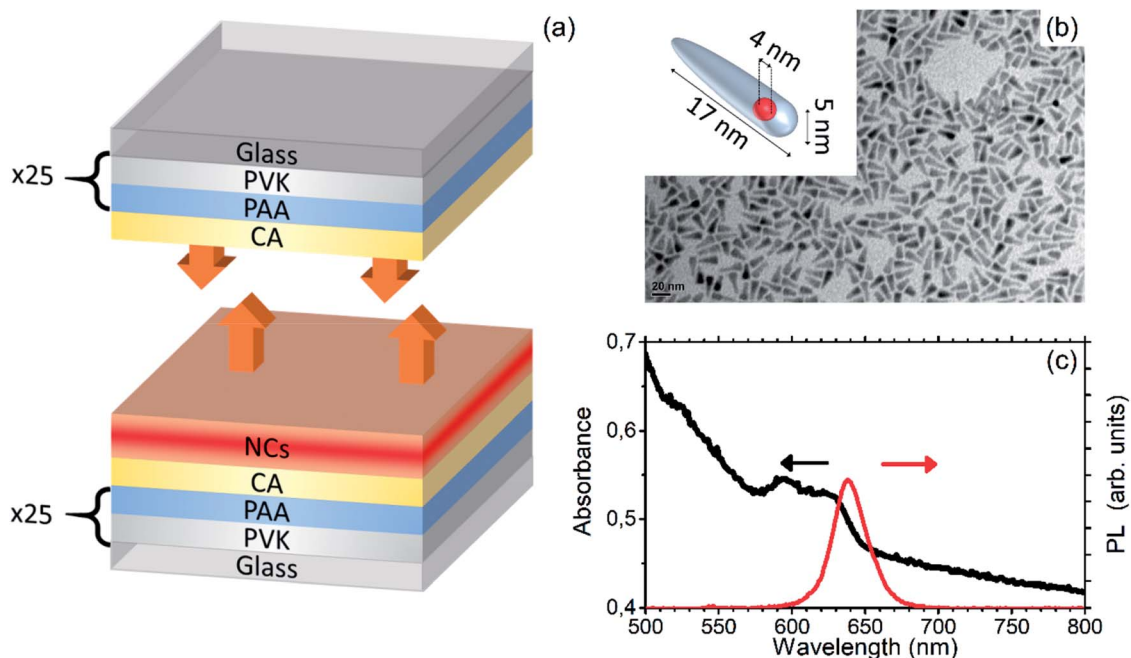 (a)
Glass
x25
PVK
PAA
CA
NCs
CA
x25
PAA
PVK
Glass
(b)
4 nm
17 nm
5 nm
20 nm
(c)
0,7
0,6
0,5
0,4
Absorbance
PL (arb. units)
500 550 600 650 700 750 800
Wavelength (nm)